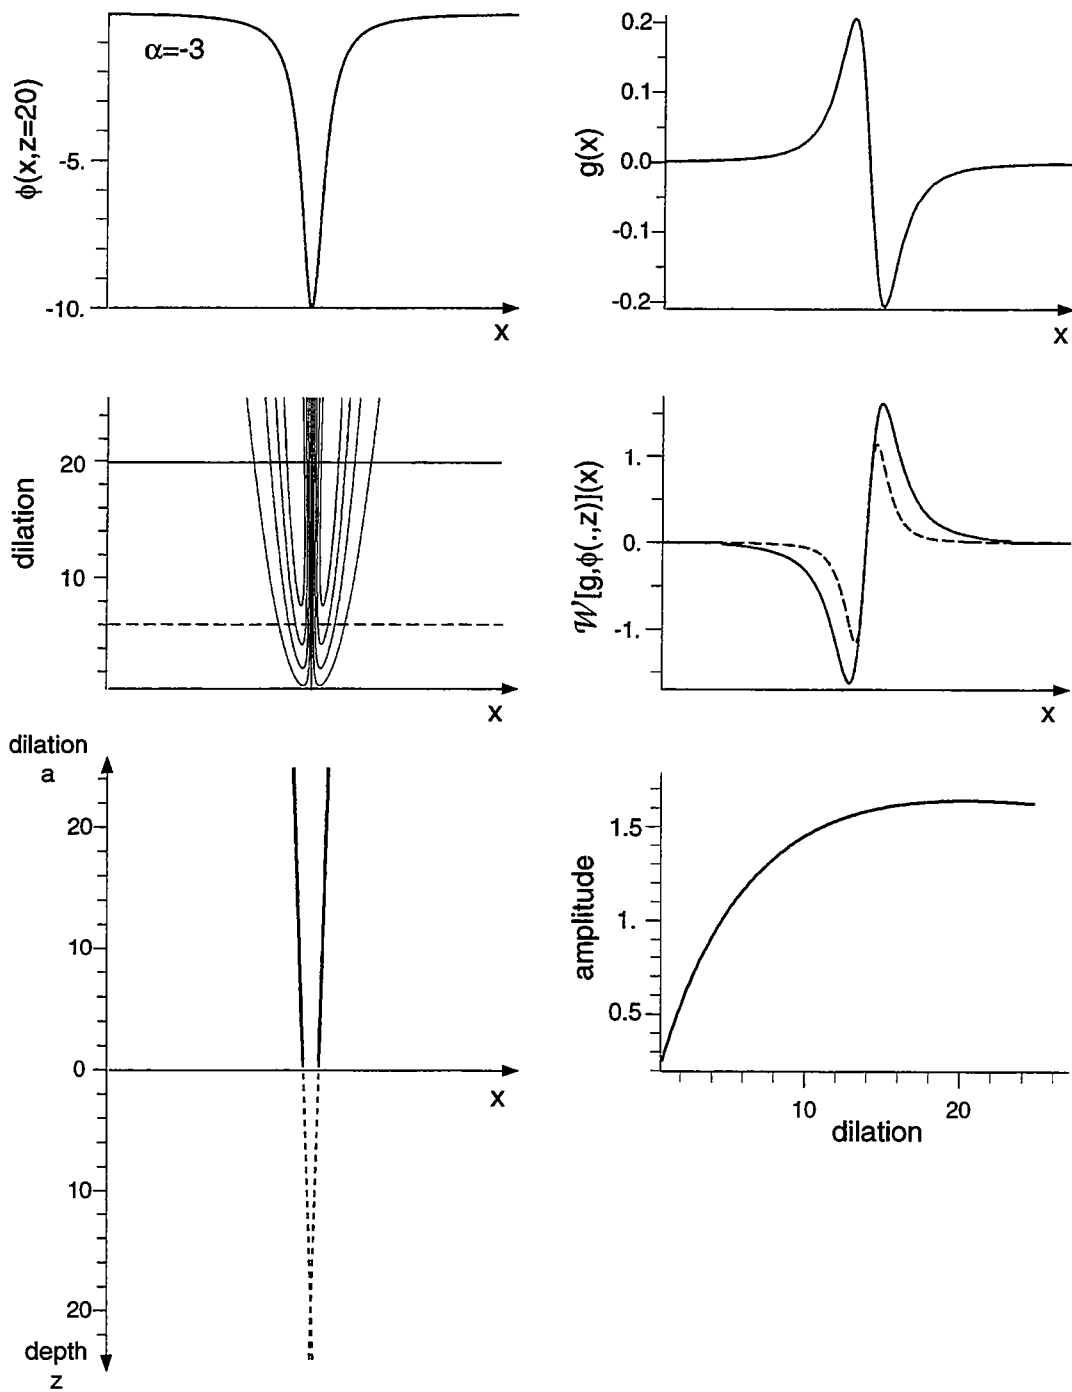 α=-3
ϕ(x,z=20)
-5.
-10.
x
g(x)
0.2
0.1
0.0
-0.1
-0.2
x
dilation
20
10
x
𝒲[g,ϕ(.,z)](x)
1.
0.
-1.
x
dilation
a
20
10
0
x
10
20
depth
z
amplitude
1.5
1.
0.5
10
20
dilation